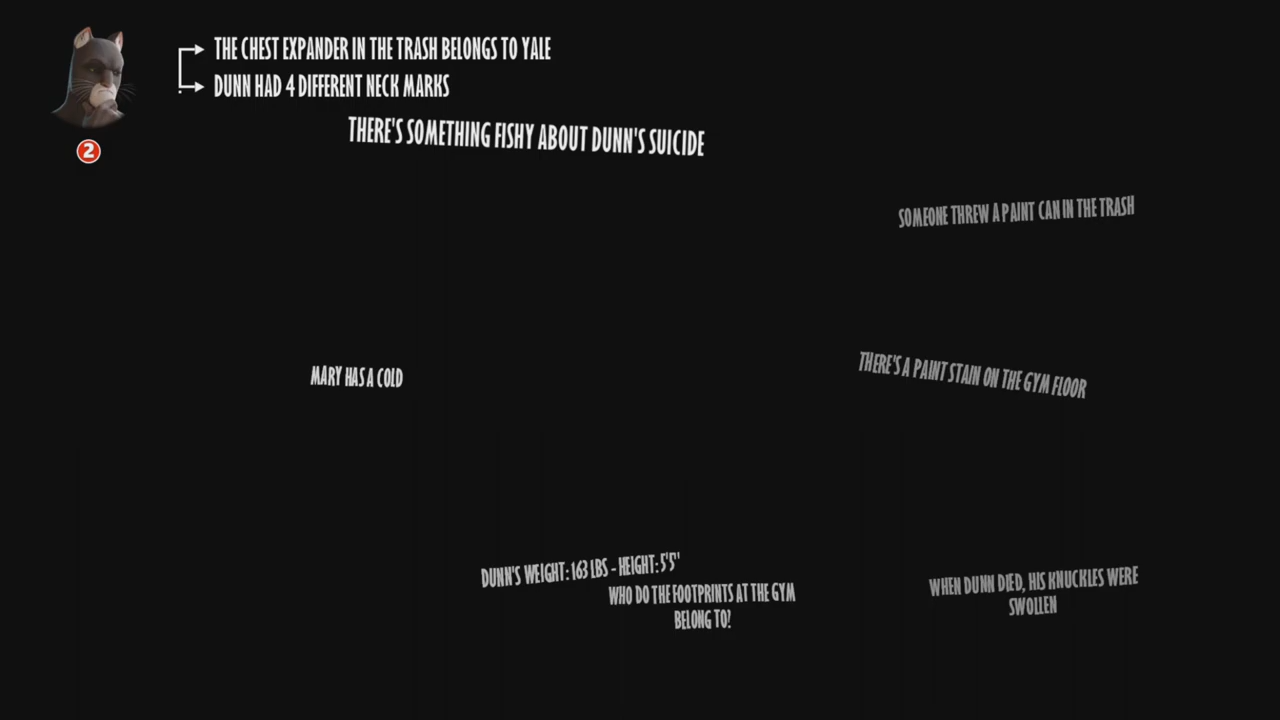 THE CHEST EXPANDER IN THE TRASH BELONGS TO YALE
DUNN HAD 4 DIFFERENT NECK MARKS
THERE'S SOMETHING FISHY ABOUT DUNN'S SUICIDE
2
SOMEONE THREW A PAINT CAN IN THE TRASH
MARY HAS A COLD
THERE'S A PAINT STAIN ON THE GYM FLOOR
DUNN'S WEIGHT: 163 LBS - HEIGHT: 5'5"
WHO DO THE FOOTPRINTS AT THE GYM
BELONG TO?
WHEN DUNN DIED, HIS KNUCKLES WERE
SWOLLEN